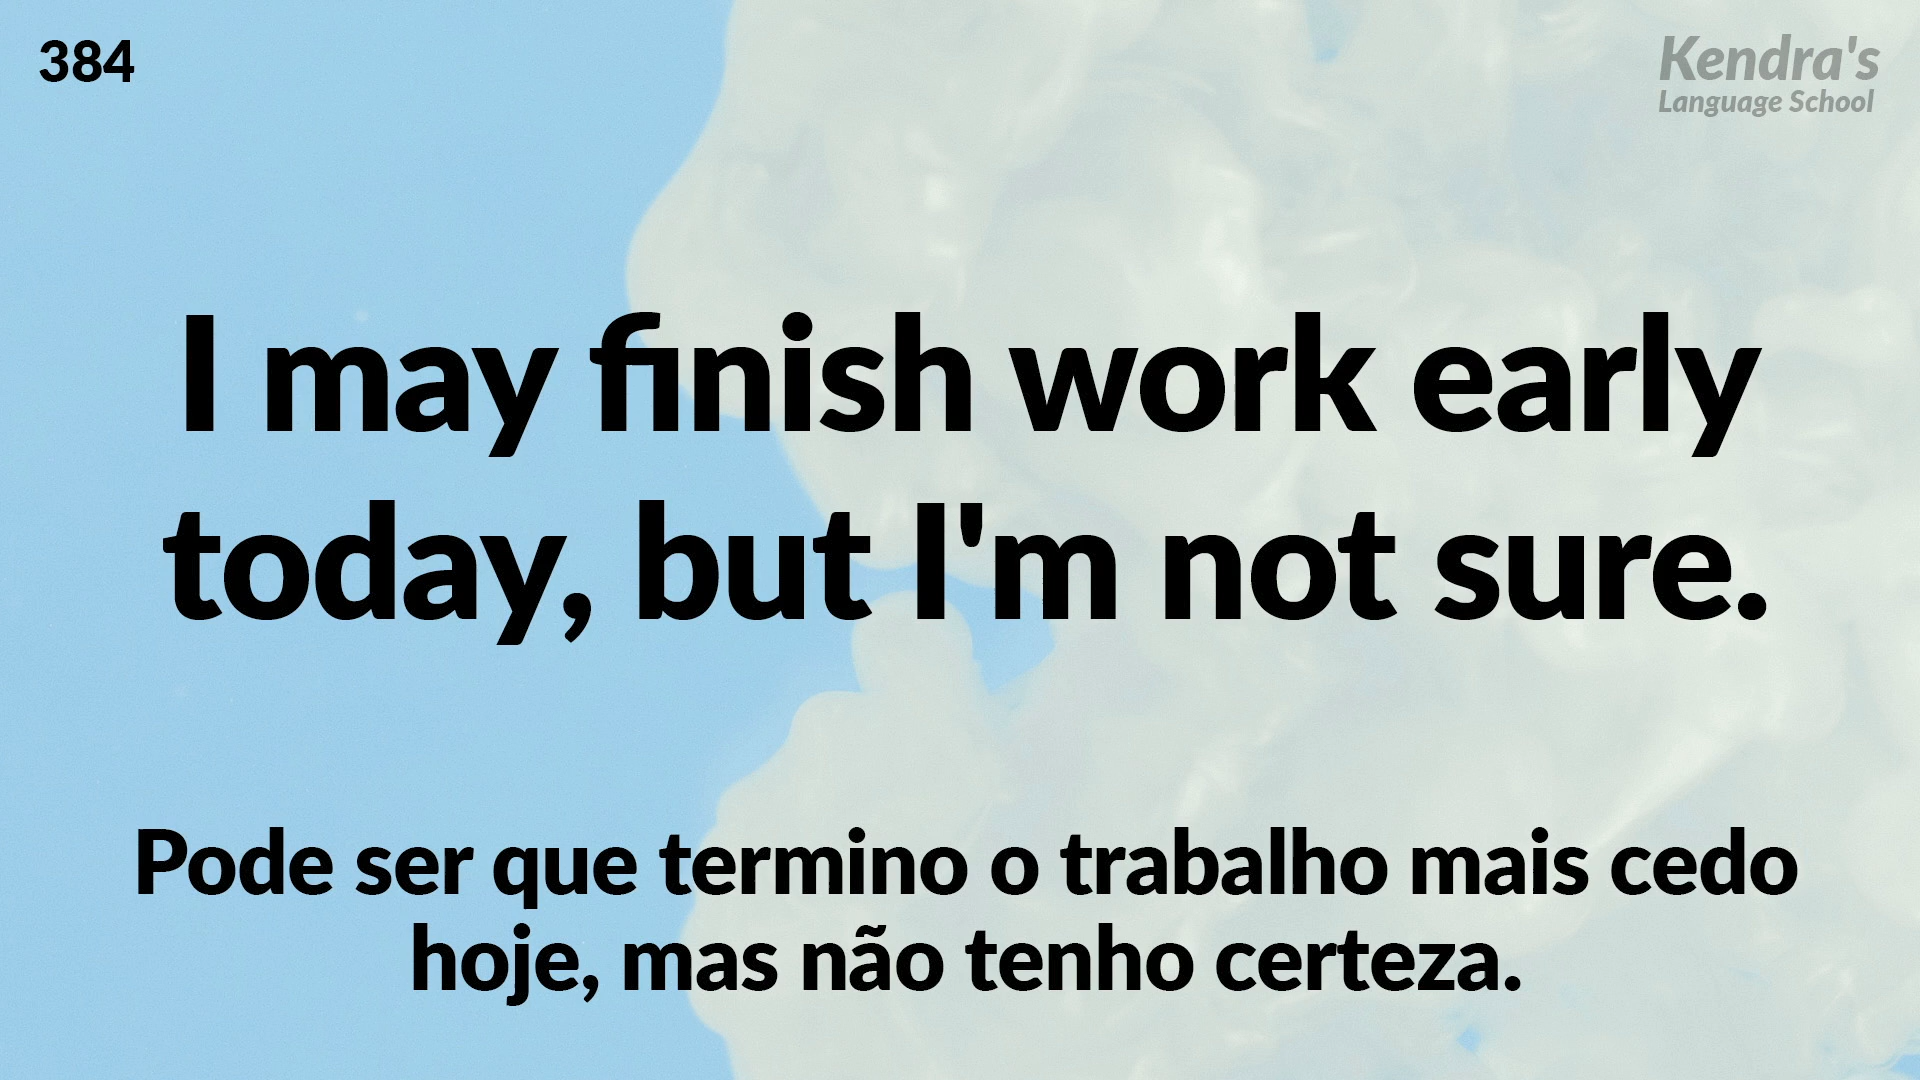 384
Kendra's
Language School
I may finish work early
today, but I'm not sure.
Pode ser que termino o trabalho mais cedo
hoje, mas não tenho certeza.